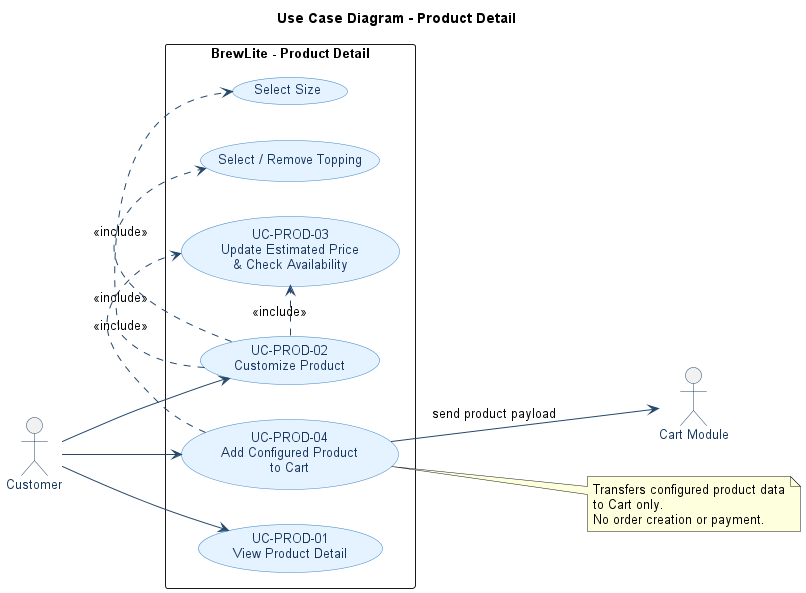 Use Case Diagram - Product Detail
BrewLite - Product Detail
Select Size
Select / Remove Topping
«include»
UC-PROD-03
Update Estimated Price
& Check Availability
«include»
«include»
«include»
UC-PROD-02
Customize Product
send product payload
Cart Module
UC-PROD-04
Add Configured Product
to Cart
Customer
Transfers configured product data
to Cart only.
No order creation or payment.
UC-PROD-01
View Product Detail